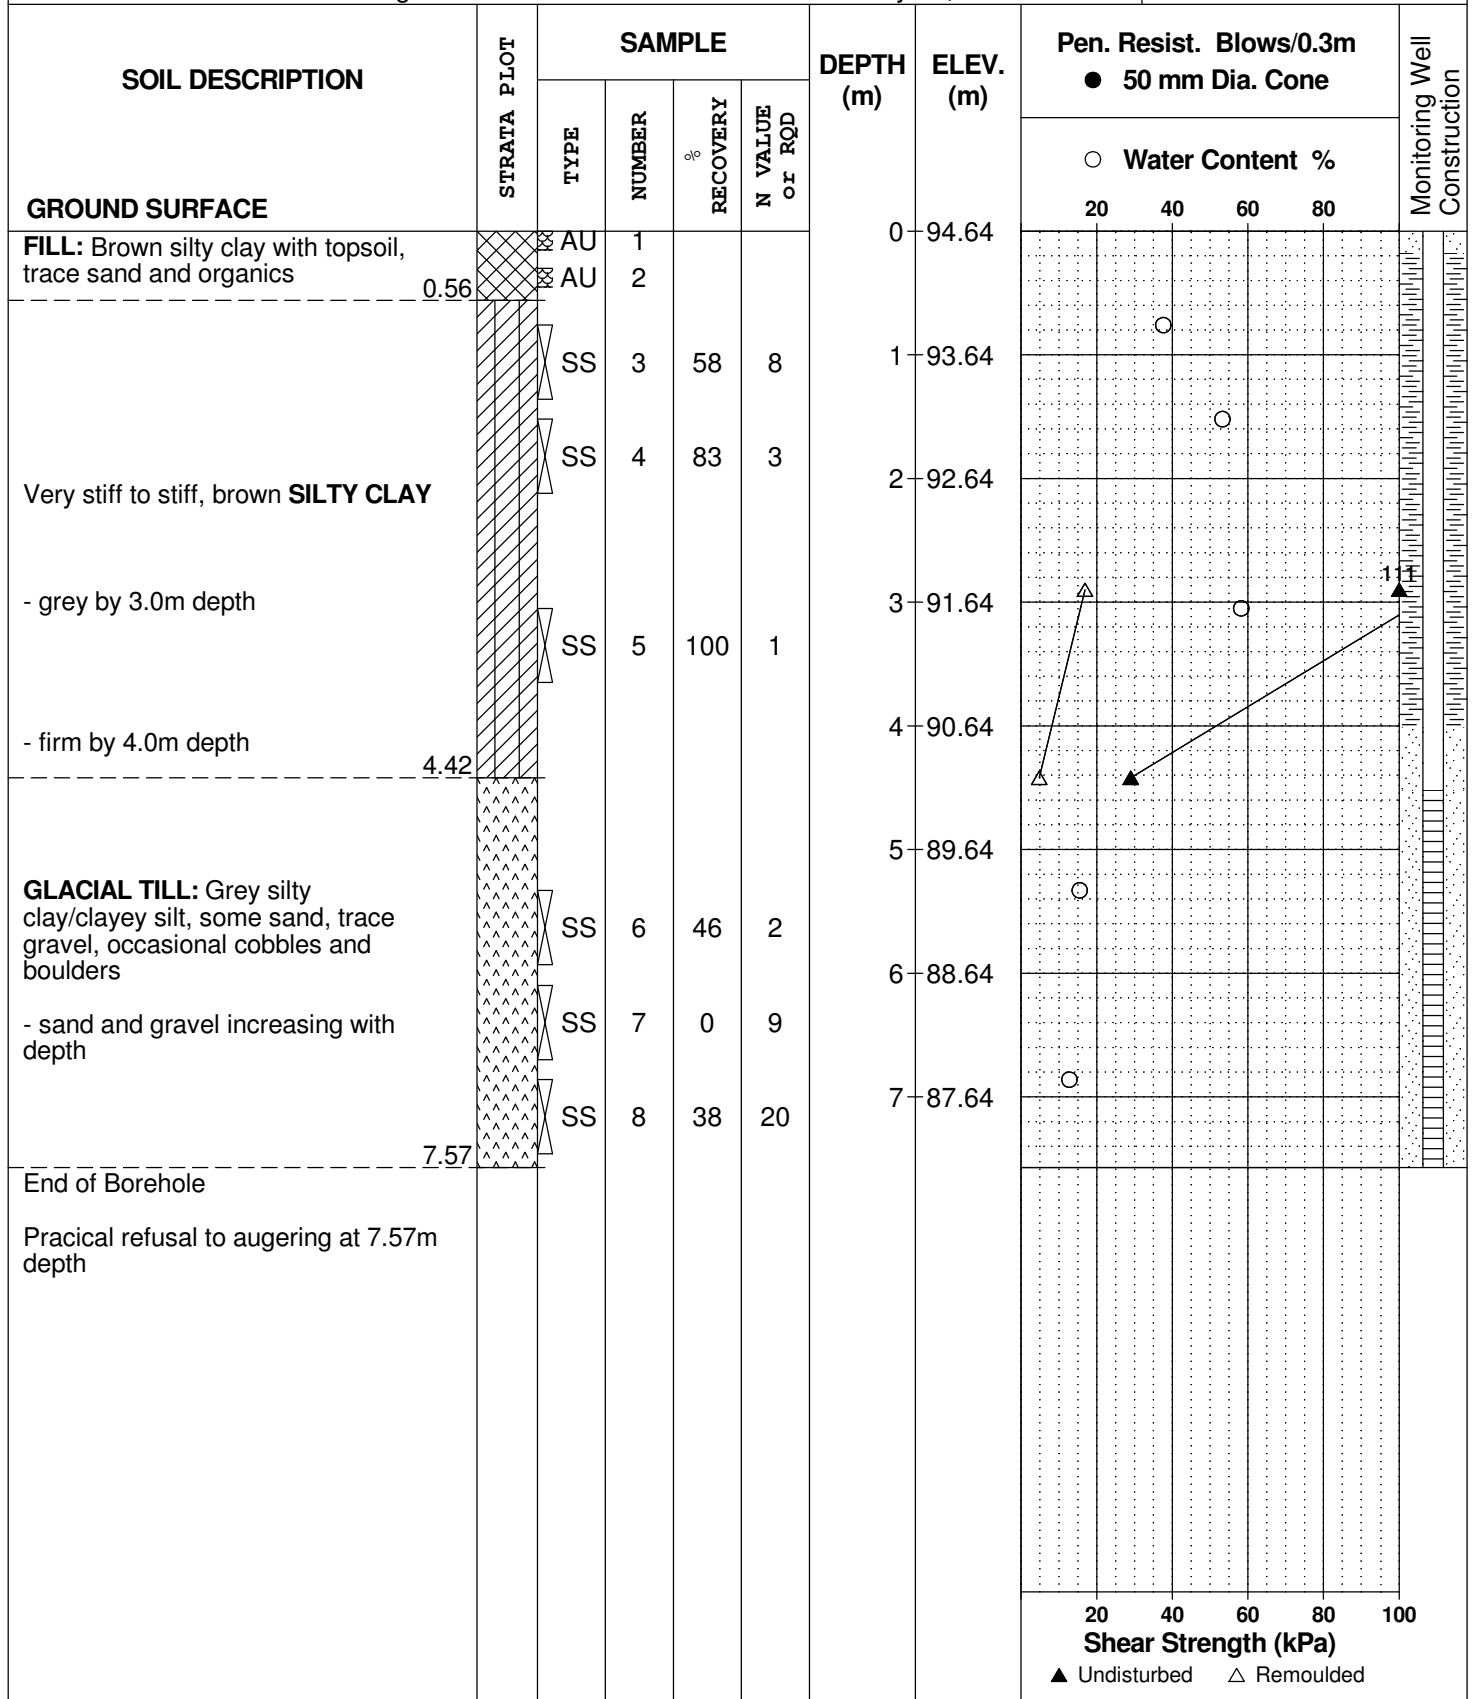 SOIL DESCRIPTION
GROUND SURFACE
STRATA PLOT
SAMPLE
TYPE
NUMBER
%
RECOVERY
N VALUE
or RQD
DEPTH
(m)
ELEV.
(m)
Pen. Resist. Blows/0.3m
● 50 mm Dia. Cone
○ Water Content %
20 40 60 80
Monitoring Well
Construction
FILL: Brown silty clay with topsoil,
trace sand and organics
0.56
AU 1
AU 2
0 94.64
SS 3 58 8
1 93.64
SS 4 83 3
2 92.64
Very stiff to stiff, brown SILTY CLAY
- grey by 3.0m depth
111
3 91.64
SS 5 100 1
4 90.64
- firm by 4.0m depth
4.42
5 89.64
GLACIAL TILL: Grey silty
clay/clayey silt, some sand, trace
gravel, occasional cobbles and
boulders
SS 6 46 2
6 88.64
- sand and gravel increasing with
depth
SS 7 0 9
7 87.64
SS 8 38 20
7.57
End of Borehole
Pracical refusal to augering at 7.57m
depth
20 40 60 80 100
Shear Strength (kPa)
▲ Undisturbed △ Remoulded